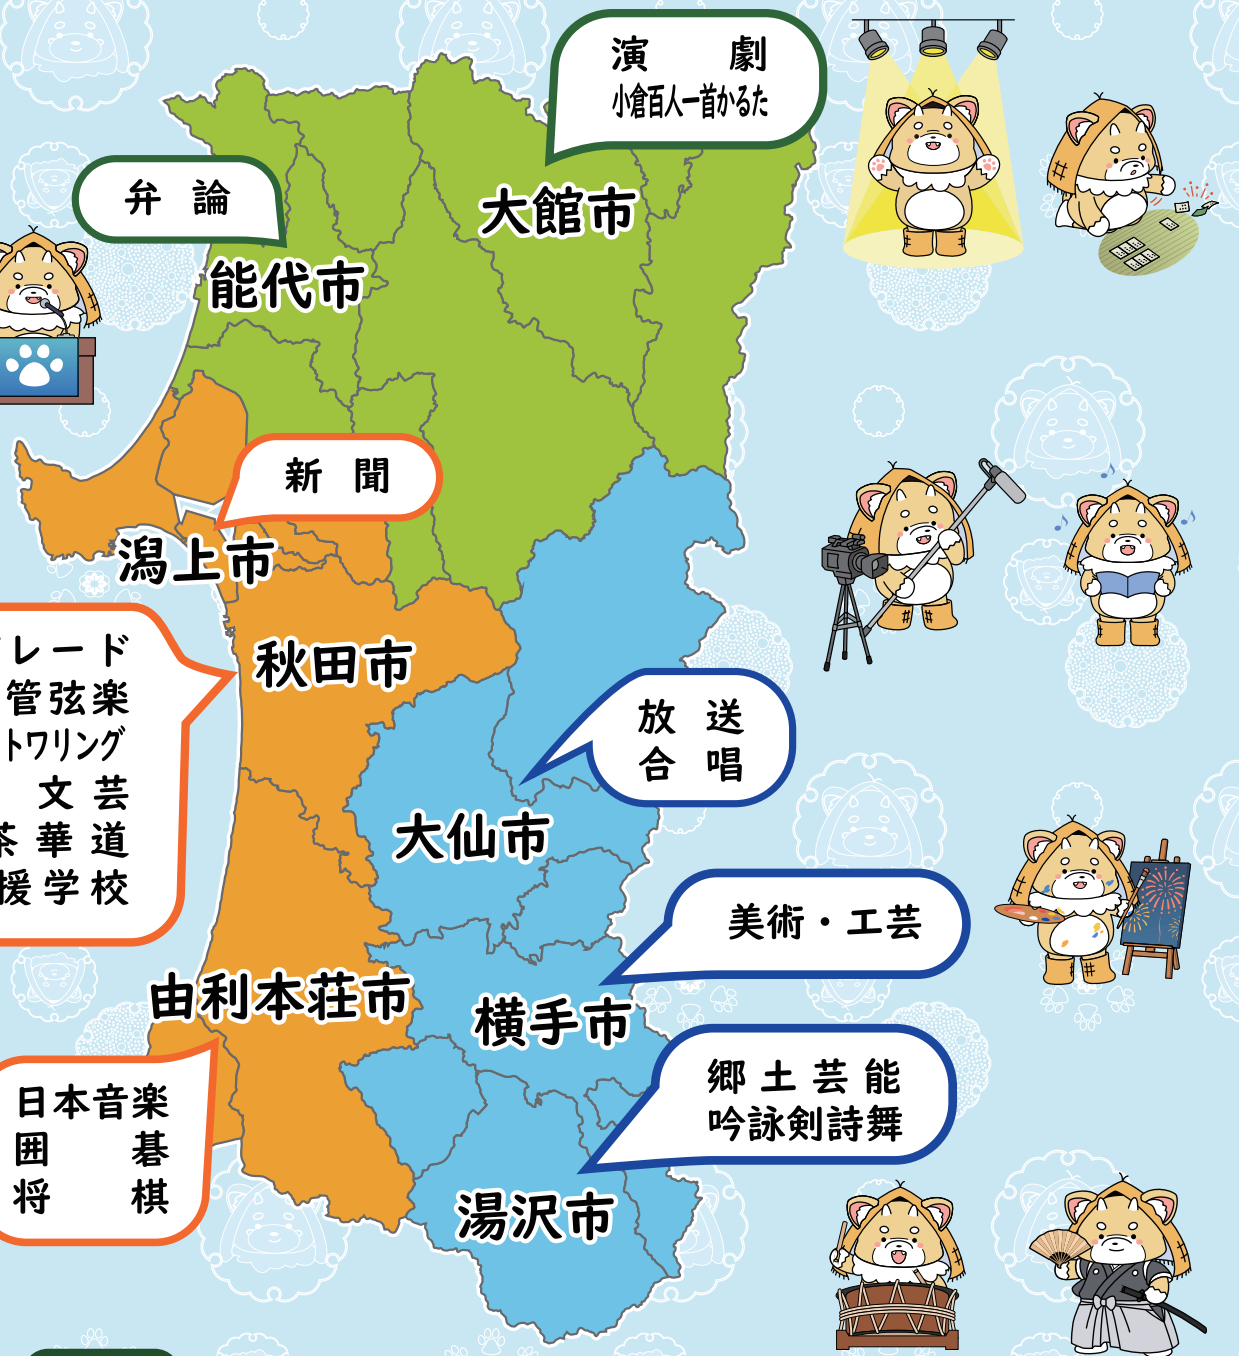 演劇
小倉百人一首かるた
大館市
弁論
能代市
新聞
潟上市
レード
管弦楽
トワリング
文芸
茶華道
援学校
秋田市
放送
合唱
大仙市
美術・工芸
由利本荘市
横手市
日本音楽
囲碁
将棋
郷土芸能
吟詠剣詩舞
湯沢市